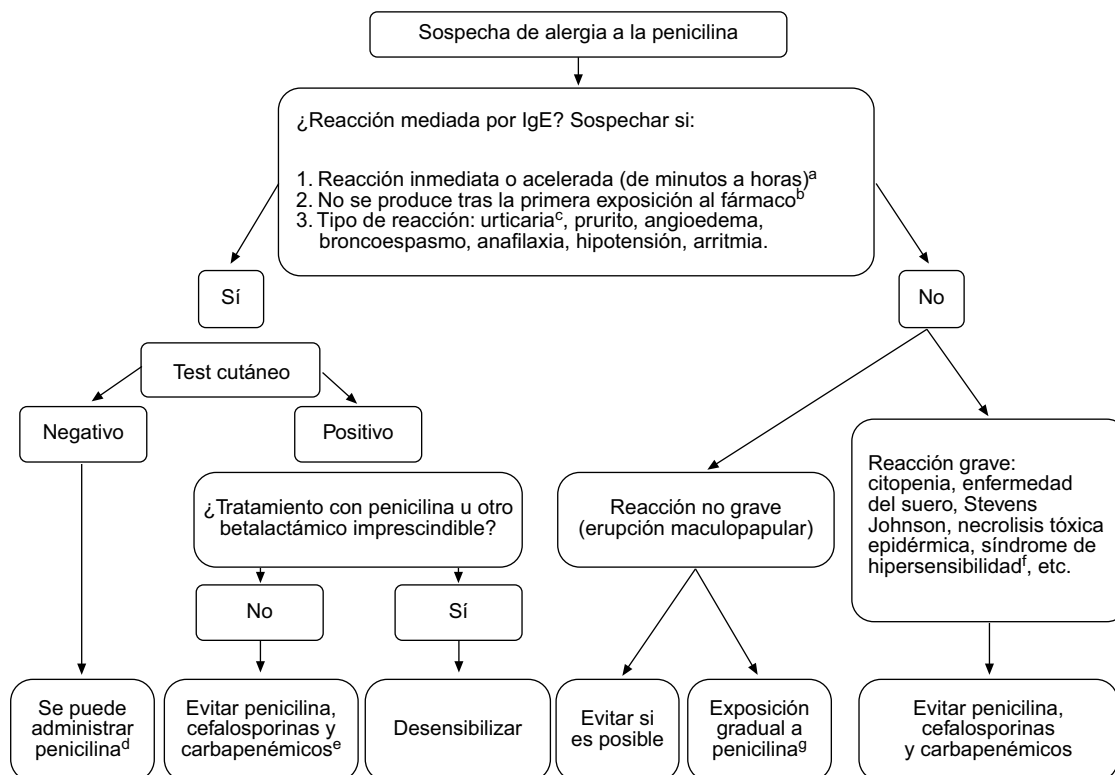 Sospecha de alergia a la penicilina
¿Reacción mediada por IgE? Sospechar si:
1. Reacción inmediata o acelerada (de minutos a horas)a
2. No se produce tras la primera exposición al fármacob
3. Tipo de reacción: urticariac, prurito, angioedema,
broncoespasmo, anafilaxia, hipotensión, arritmia.
Sí
No
Test cutáneo
Negativo
Positivo
¿Tratamiento con penicilina u otro
betalactámico imprescindible?
Reacción no grave
(erupción maculopapular)
Reacción grave:
citopenia, enfermedad
del suero, Stevens
Johnson, necrolisis tóxica
epidérmica, síndrome de
hipersensibilidadf, etc.
No
Sí
Se puede
administrar
penicilinad
Evitar penicilina,
cefalosporinas y
carbapenémicose
Desensibilizar
Evitar si
es posible
Exposición
gradual a
penicilinag
Evitar penicilina,
cefalosporinas
y carbapenémicos